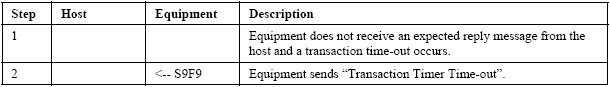 Step Host Equipment Description
1 Equipment does not receive an expected reply message from the
host and a transaction time-out occurs.
2 <-- S9F9 Equipment sends “Transaction Timer Time-out”.